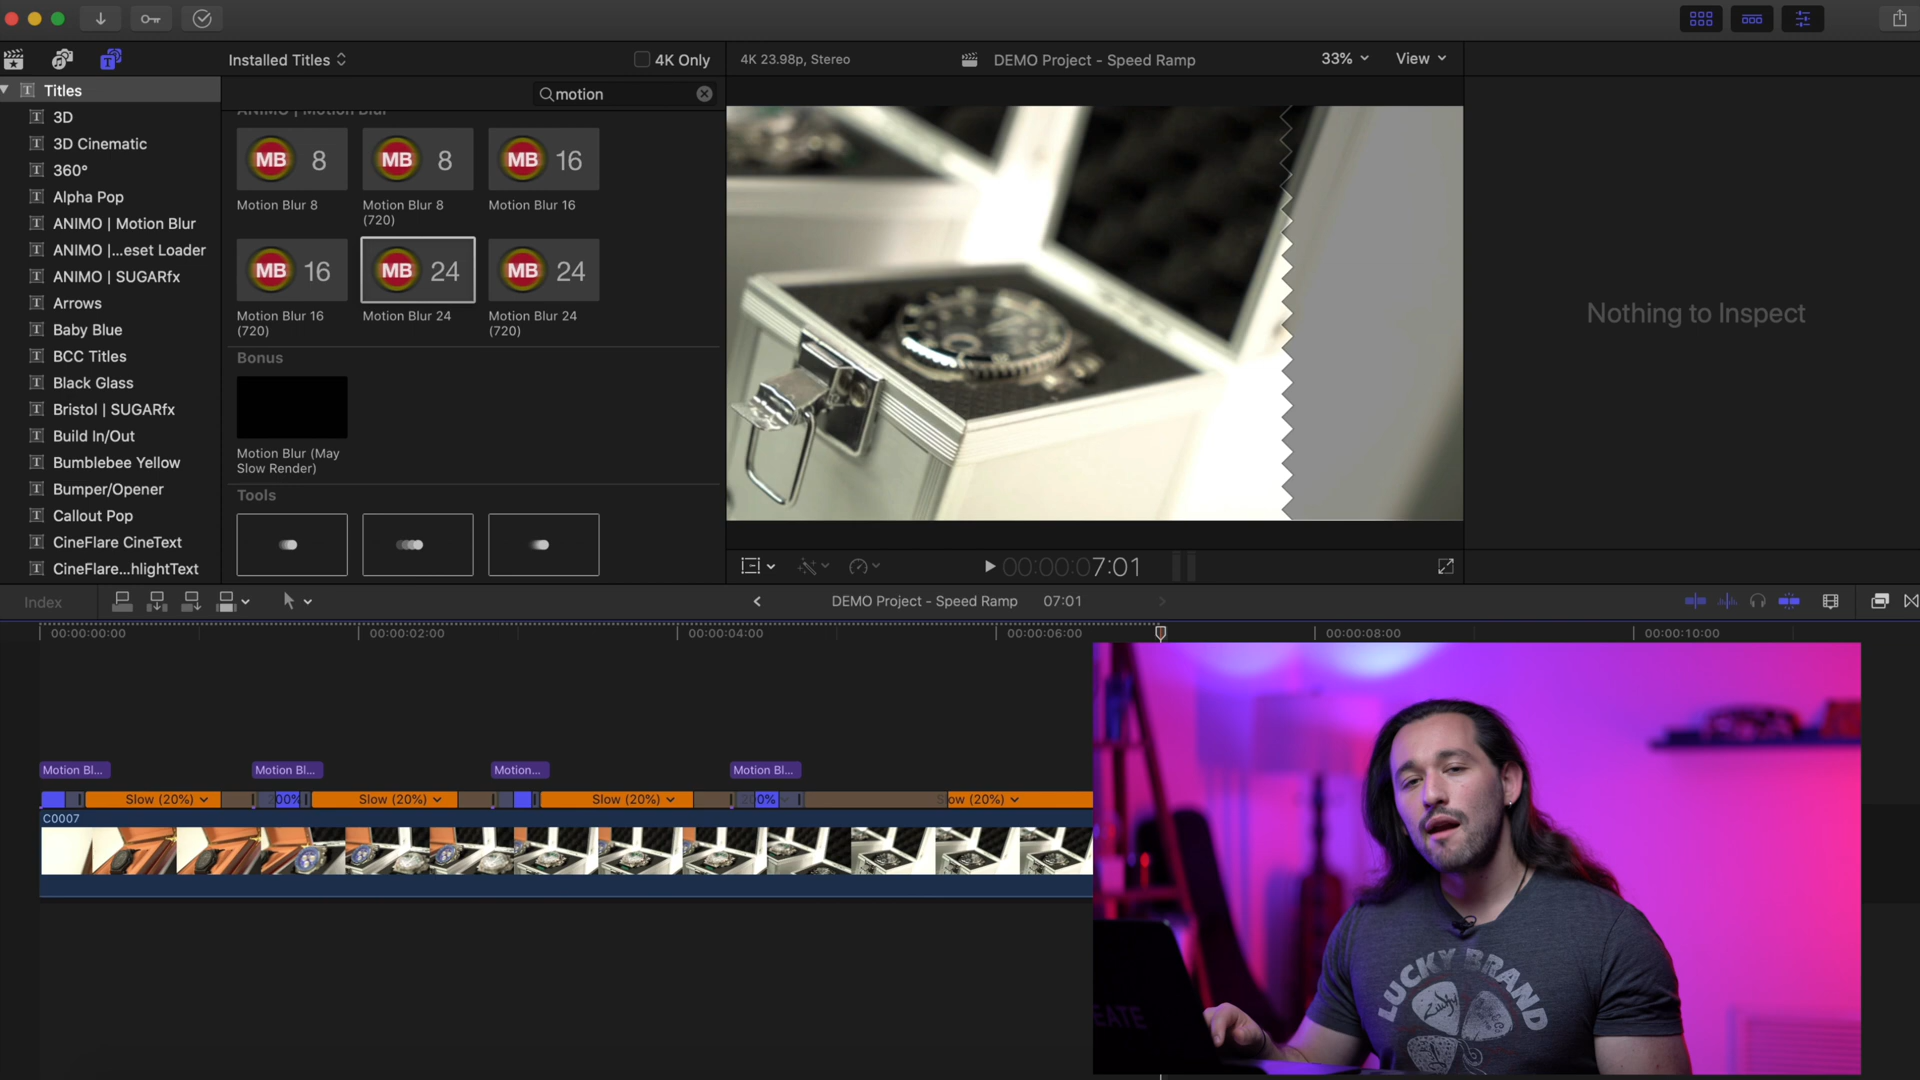 Installed Titles
4K Only
4K 23.98p, Stereo
DEMO Project - Speed Ramp
33%
View
Titles
motion
3D
3D Cinematic
360°
Alpha Pop
ANIMO | Motion Blur
ANIMO |...eset Loader
ANIMO | SUGARfx
Arrows
Baby Blue
BCC Titles
Black Glass
Bristol | SUGARfx
Build In/Out
Bumblebee Yellow
Bumper/Opener
Callout Pop
CineFlare CineText
CineFlare...hlightText
ANIMO | Motion Blur
MB 8
MB 8
MB 16
Motion Blur 8
Motion Blur 8 (720)
Motion Blur 16
MB 16
MB 24
MB 24
Motion Blur 16 (720)
Motion Blur 24
Motion Blur 24 (720)
Bonus
Motion Blur (May Slow Render)
Tools
Nothing to Inspect
00:00:07:01
Index
DEMO Project - Speed Ramp
07:01
00:00:00:00
00:00:02:00
00:00:04:00
00:00:06:00
00:00:08:00
00:00:10:00
Motion Bl...
Motion Bl...
Motion...
Motion Bl...
Slow (20%)
200%
Slow (20%)
Slow (20%)
20%
Slow (20%)
C0007
LUCKY BRAND
EATE